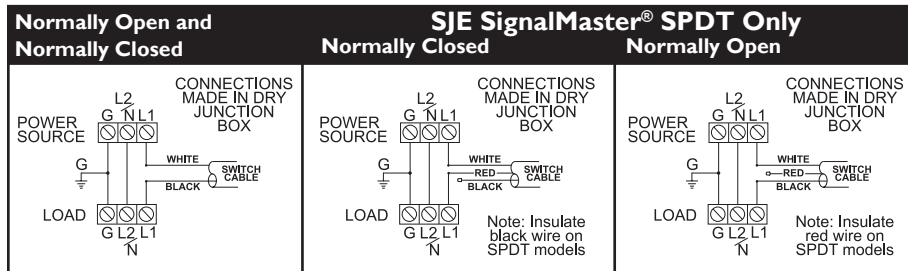 Normally Open and
Normally Closed
SJE SignalMaster® SPDT Only
Normally Closed
Normally Open
CONNECTIONS
MADE IN DRY
JUNCTION
BOX
L2
G N L1
POWER
SOURCE
G
WHITE
SWITCH
CABLE
BLACK
LOAD
G L2 L1
N
CONNECTIONS
MADE IN DRY
JUNCTION
BOX
L2
G N L1
POWER
SOURCE
G
WHITE
RED
SWITCH
CABLE
BLACK
LOAD
G L2 L1
N
Note: Insulate
black wire on
SPDT models
CONNECTIONS
MADE IN DRY
JUNCTION
BOX
L2
G N L1
POWER
SOURCE
G
WHITE
RED
SWITCH
CABLE
BLACK
LOAD
G L2 L1
N
Note: Insulate
red wire on
SPDT models